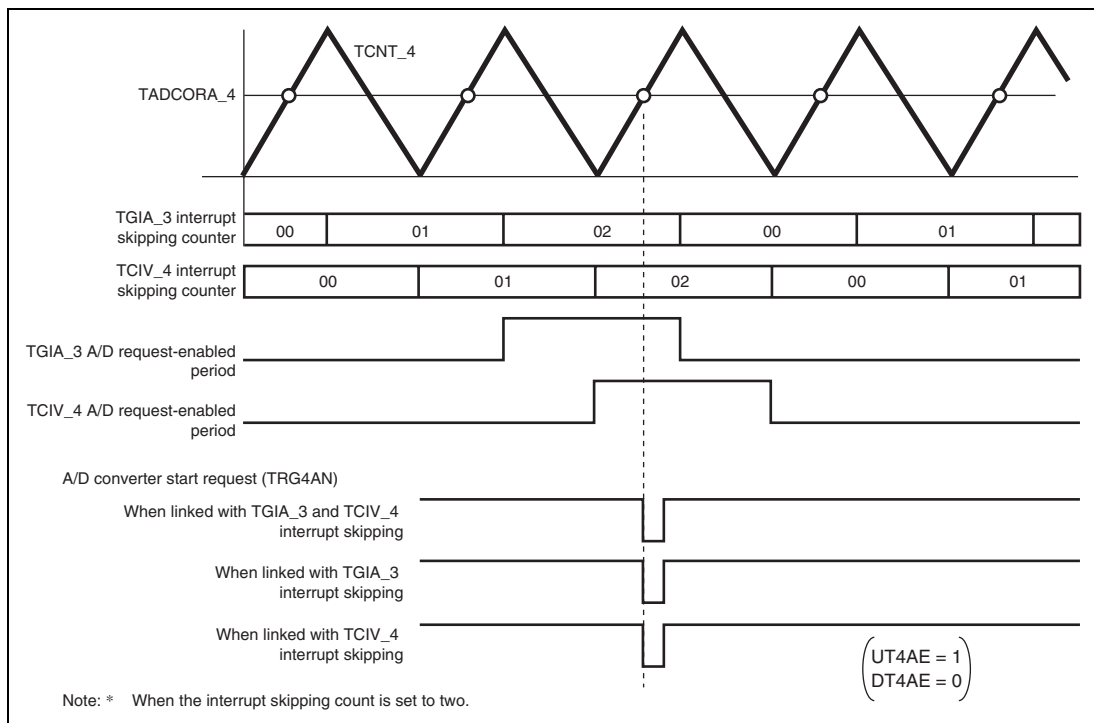 TCNT_4
TADCORA_4
TGIA_3 interrupt
skipping counter
00 01 02 00 01
TCIV_4 interrupt
skipping counter
00 01 02 00 01
TGIA_3 A/D request-enabled
period
TCIV_4 A/D request-enabled
period
A/D converter start request (TRG4AN)
When linked with TGIA_3 and TCIV_4
interrupt skipping
When linked with TGIA_3
interrupt skipping
When linked with TCIV_4
interrupt skipping
UT4AE = 1
DT4AE = 0
Note: * When the interrupt skipping count is set to two.